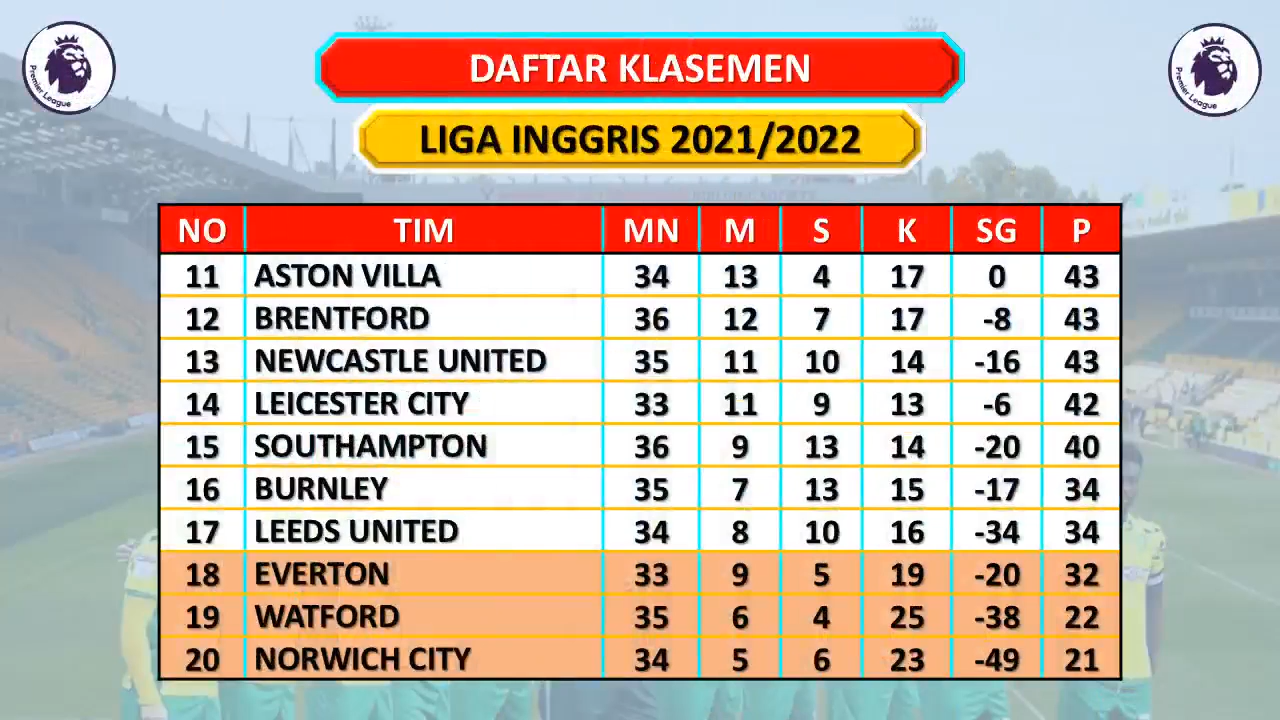 Premier League
DAFTAR KLASEMEN
Premier League
LIGA INGGRIS 2021/2022
NO TIM MN M S K SG P
11 ASTON VILLA 34 13 4 17 0 43
12 BRENTFORD 36 12 7 17 -8 43
13 NEWCASTLE UNITED 35 11 10 14 -16 43
14 LEICESTER CITY 33 11 9 13 -6 42
15 SOUTHAMPTON 36 9 13 14 -20 40
16 BURNLEY 35 7 13 15 -17 34
17 LEEDS UNITED 34 8 10 16 -34 34
18 EVERTON 33 9 5 19 -20 32
19 WATFORD 35 6 4 25 -38 22
20 NORWICH CITY 34 5 6 23 -49 21